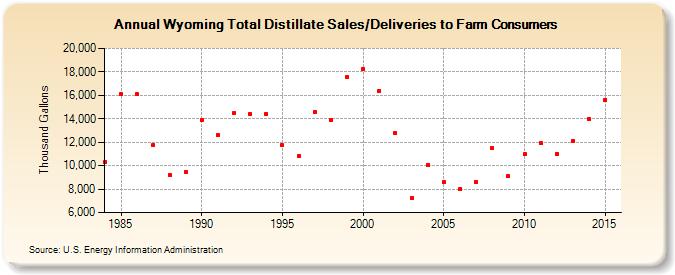 Annual Wyoming Total Distillate Sales/Deliveries to Farm Consumers
Thousand Gallons
20,000
18,000
16,000
14,000
12,000
10,000
8,000
6,000
1985 1990 1995 2000 2005 2010 2015
Source: U.S. Energy Information Administration